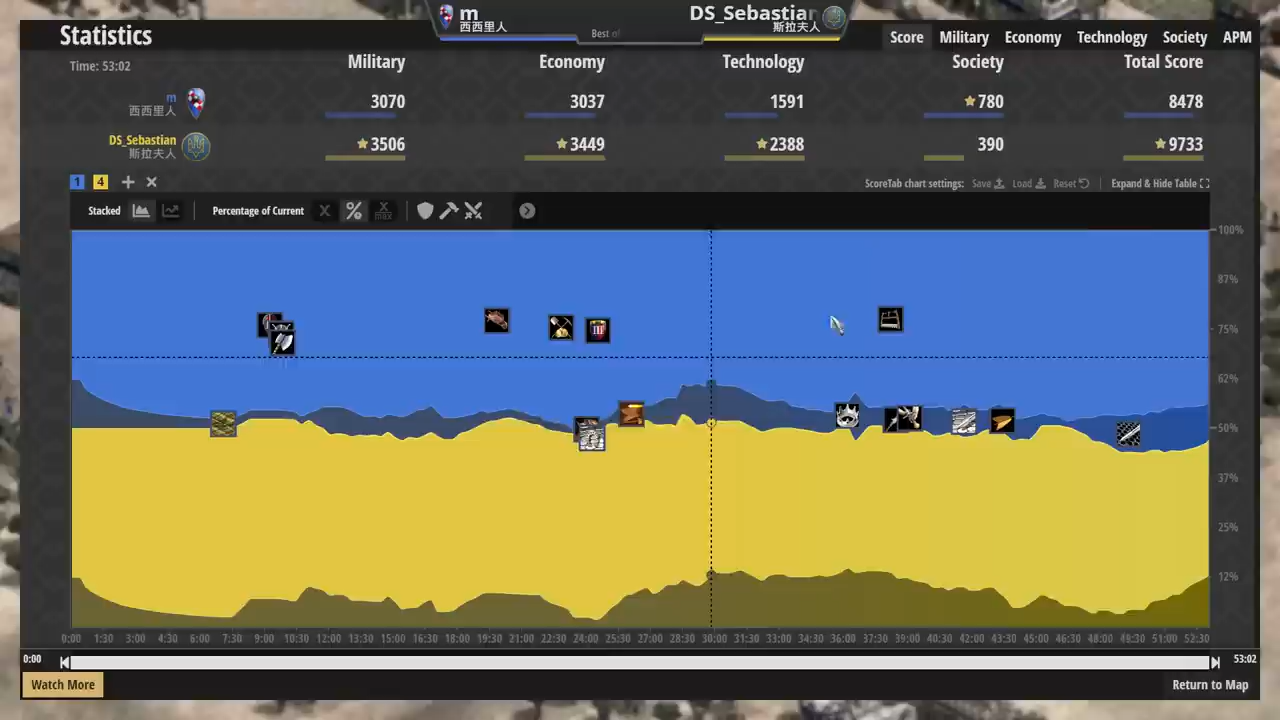 m
西西里人
Best of
DS_Sebastian
斯拉夫人
Statistics
Score Military Economy Technology Society APM
Time: 53:02
Military Economy Technology Society Total Score
m
西西里人
3070 3037 1591 780 8478
DS_Sebastian
斯拉夫人
3506 3449 2388 390 9733
1 4
ScoreTab chart settings: Save Load Reset Expand & Hide Table
Stacked Percentage of Current X % X max
100%
87%
75%
62%
50%
37%
25%
12%
III
0:00 1:30 3:00 4:30 6:00 7:30 9:00 10:30 12:00 13:30 15:00 16:30 18:00 19:30 21:00 22:30 24:00 25:30 27:00 28:30 30:00 31:30 33:00 34:30 36:00 37:30 39:00 40:30 42:00 43:30 45:00 46:30 48:00 49:30 51:00 52:30
0:00 53:02
Watch More Return to Map